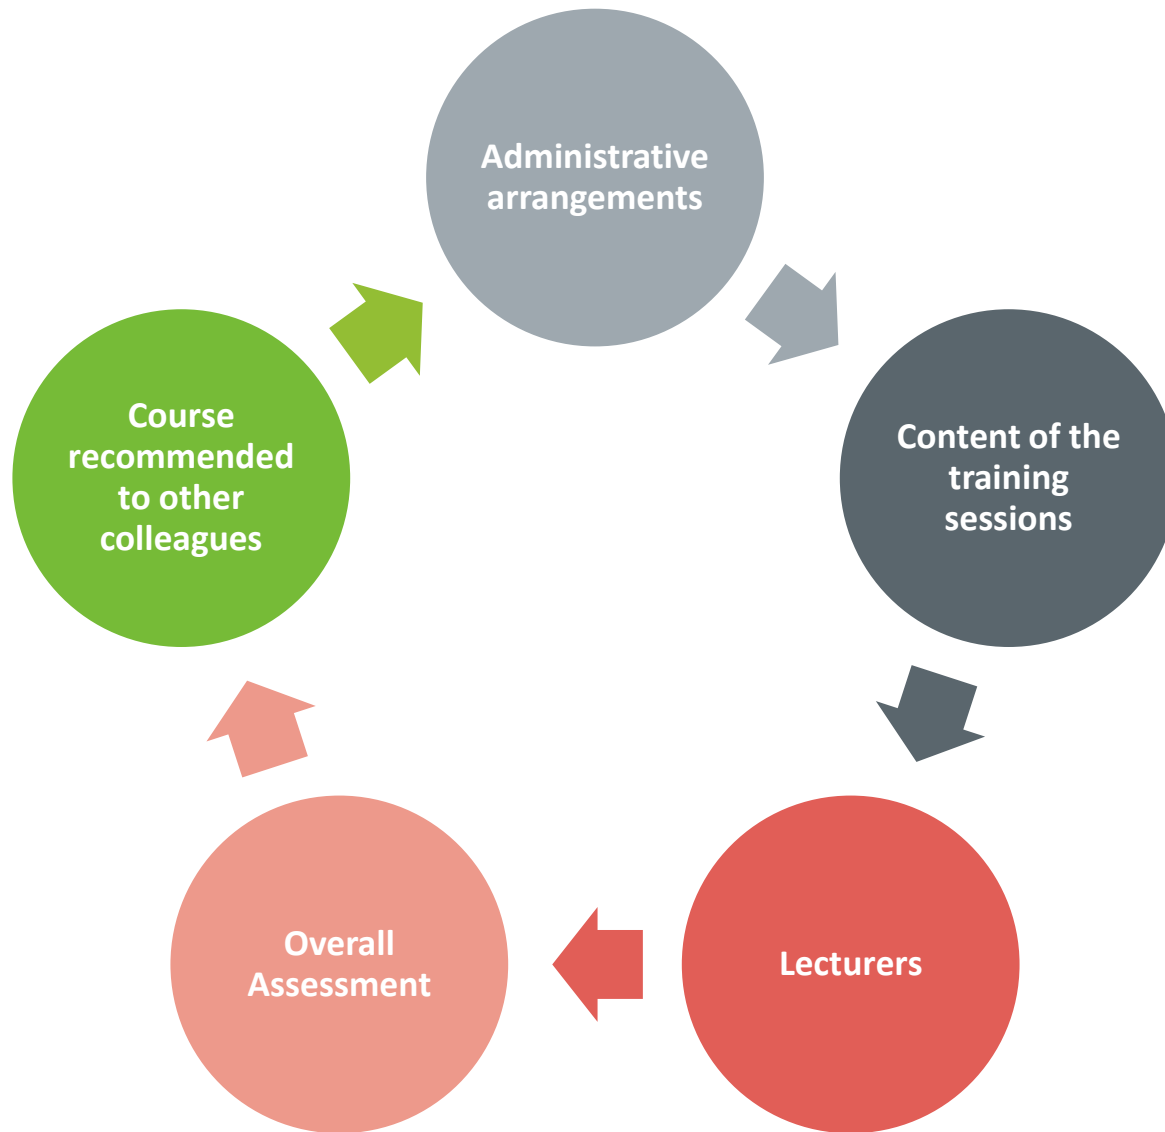 Administrative
arrangements
Content of the
training
sessions
Lecturers
Overall
Assessment
Course
recommended
to other
colleagues